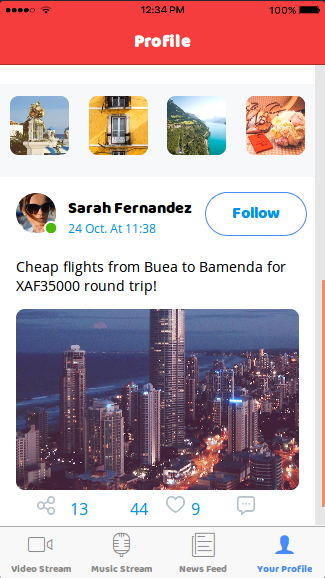 12:34 PM
100%
Profile
Sarah Fernandez
24 Oct. At 11:38
Follow
Cheap flights from Buea to Bamenda for
XAF35000 round trip!
13
44
9
Video Stream
Music Stream
News Feed
Your Profile